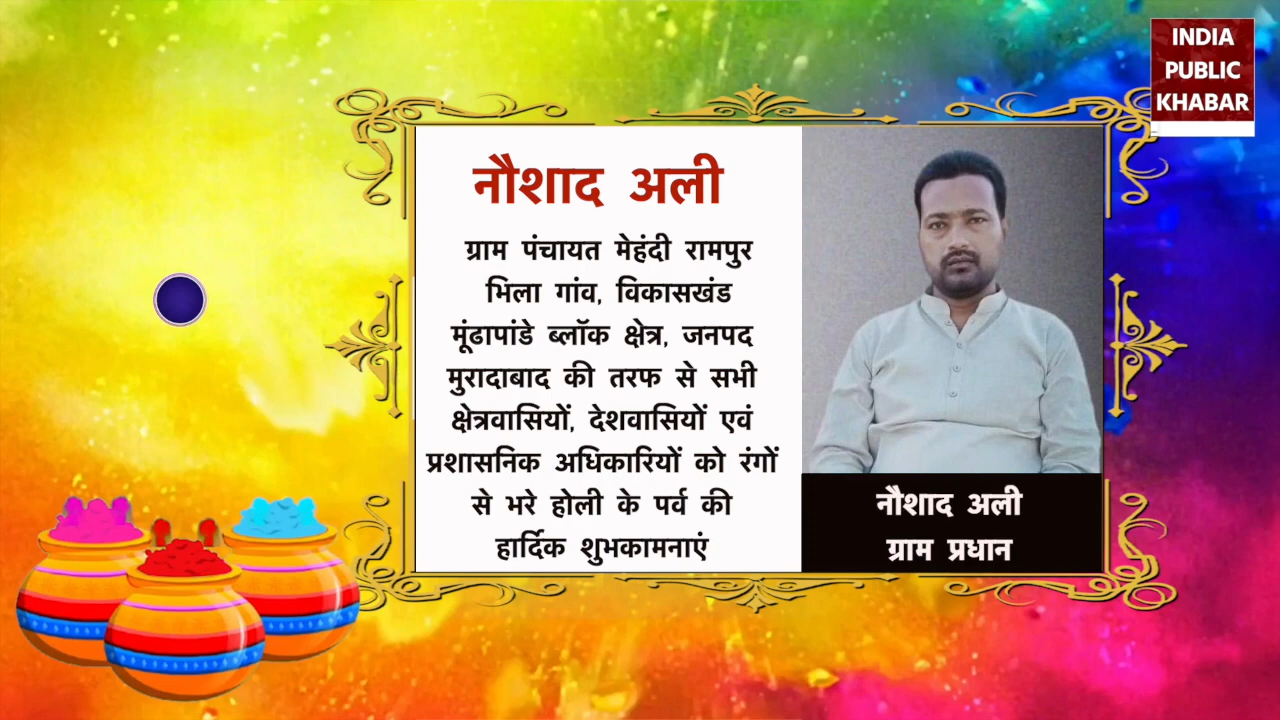 INDIA
PUBLIC
KHABAR
नौशाद अली
ग्राम पंचायत मेहंदी रामपुर
भिला गांव, विकासखंड
मूंढापांडे ब्लॉक क्षेत्र, जनपद
मुरादाबाद की तरफ से सभी
क्षेत्रवासियों, देशवासियों एवं
प्रशासनिक अधिकारियों को रंगों
से भरे होली के पर्व की
हार्दिक शुभकामनाएं
नौशाद अली
ग्राम प्रधान